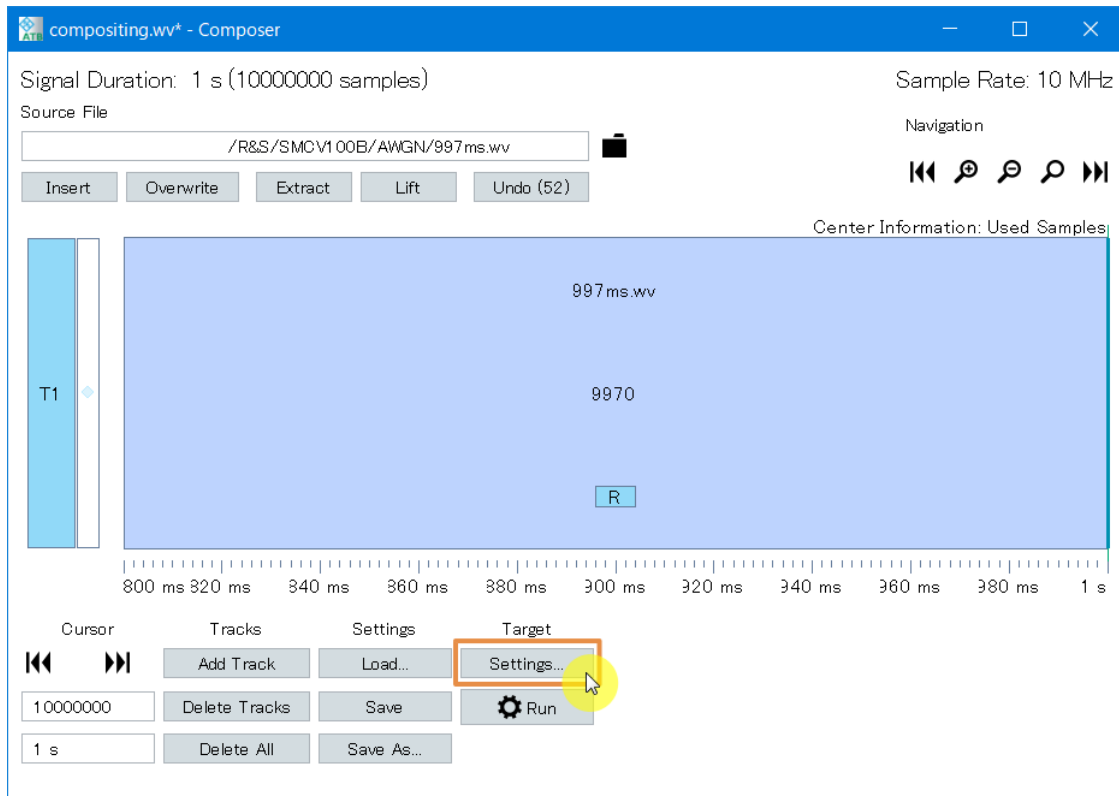 compositing.wv* - Composer
Signal Duration: 1 s (10000000 samples)
Sample Rate: 10 MHz
Source File
Navigation
/R&S/SMCV100B/AWGN/997ms.wv
Insert
Overwrite
Extract
Lift
Undo (52)
Center Information: Used Samples
997ms.wv
T1
9970
R
800 ms 820 ms 840 ms 860 ms 880 ms 900 ms 920 ms 940 ms 960 ms 980 ms 1 s
Cursor
Tracks
Settings
Target
Add Track
Load...
Settings...
10000000
Delete Tracks
Save
Run
1 s
Delete All
Save As...